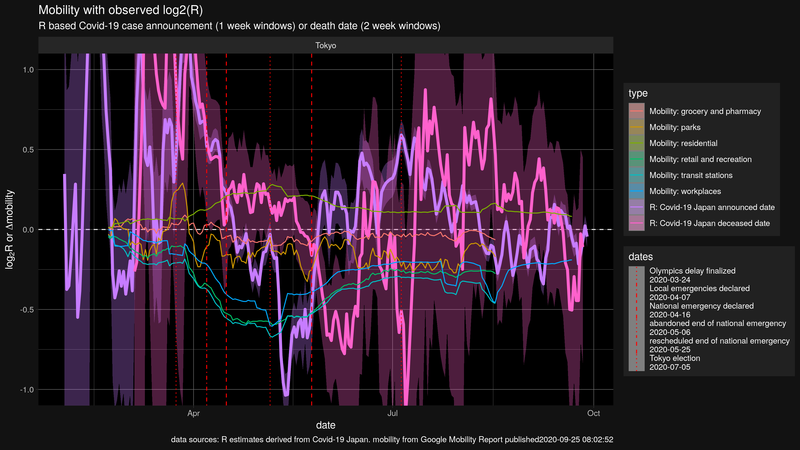 Mobility with observed log2(R)
R based Covid-19 case announcement (1 week windows) or death date (2 week windows)
Tokyo
1.0
0.5
0.0
-0.5
-1.0
log₂R or Δmobility
Apr
Jul
Oct
date
data sources: R estimates derived from Covid-19 Japan. mobility from Google Mobility Report published2020-09-25 08:02:52
type
Mobility: grocery and pharmacy
Mobility: parks
Mobility: residential
Mobility: retail and recreation
Mobility: transit stations
Mobility: workplaces
R: Covid-19 Japan announced date
R: Covid-19 Japan deceased date
dates
Olympics delay finalized
2020-03-24
Local emergencies declared
2020-04-07
National emergency declared
2020-04-16
abandoned end of national emergency
2020-05-06
rescheduled end of national emergency
2020-05-25
Tokyo election
2020-07-05